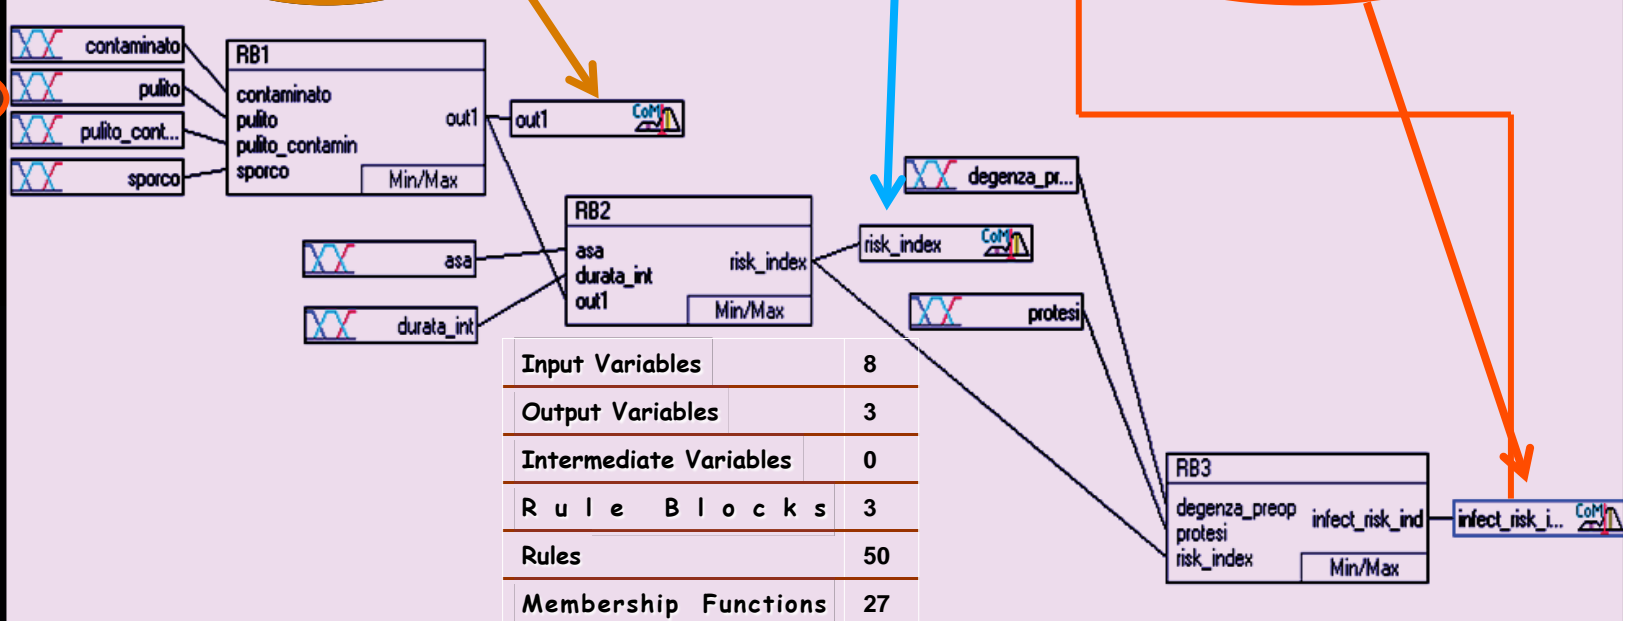 contaminato
pulito
pulito_cont...
sporco
RB1
contaminato
pulito
pulito_contamin
sporco
out1
Min/Max
out1
CoM
asa
durata_int
RB2
asa
durata_int
out1
risk_index
Min/Max
degenza_pr...
risk_index
CoM
protesi
Input Variables 8
Output Variables 3
Intermediate Variables 0
Rule Blocks 3
Rules 50
Membership Functions 27
RB3
degenza_preop
protesi
risk_index
infect_risk_ind
Min/Max
infect_risk_i...
CoM